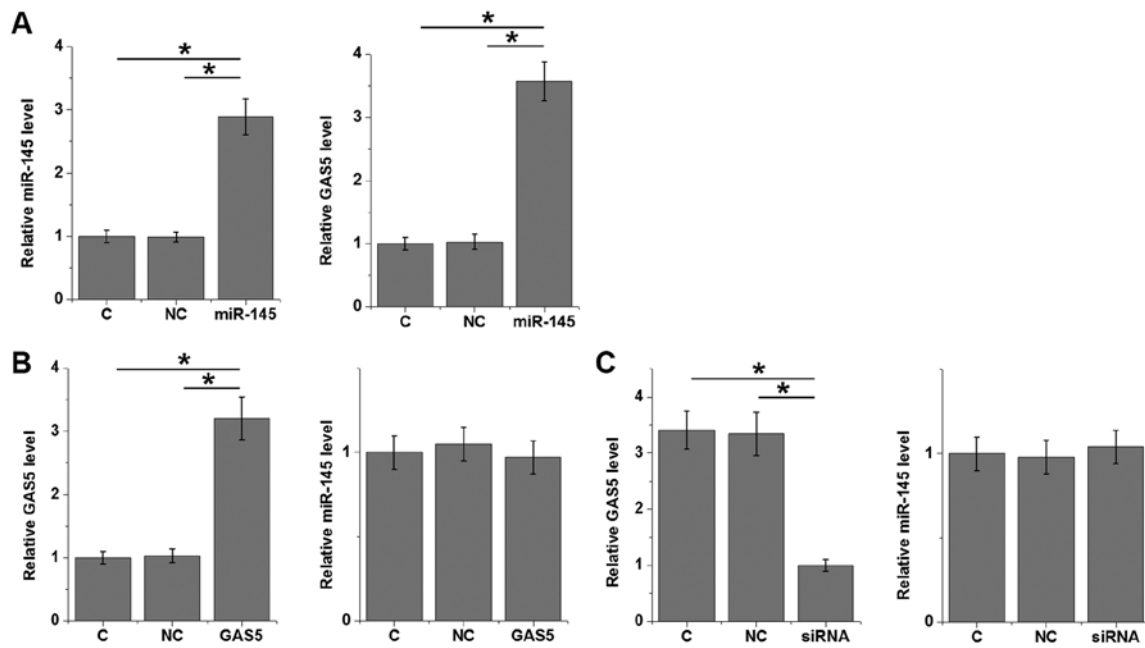 A
Relative miR-145 level
4
3
2
1
0
*
*
C NC miR-145
Relative GAS5 level
4
3
2
1
0
*
*
C NC miR-145
B
Relative GAS5 level
4
3
2
1
0
*
*
C NC GAS5
Relative miR-145 level
1
0
C NC GAS5
C
Relative GAS5 level
4
3
2
1
0
*
*
C NC siRNA
Relative miR-145 level
1
0
C NC siRNA